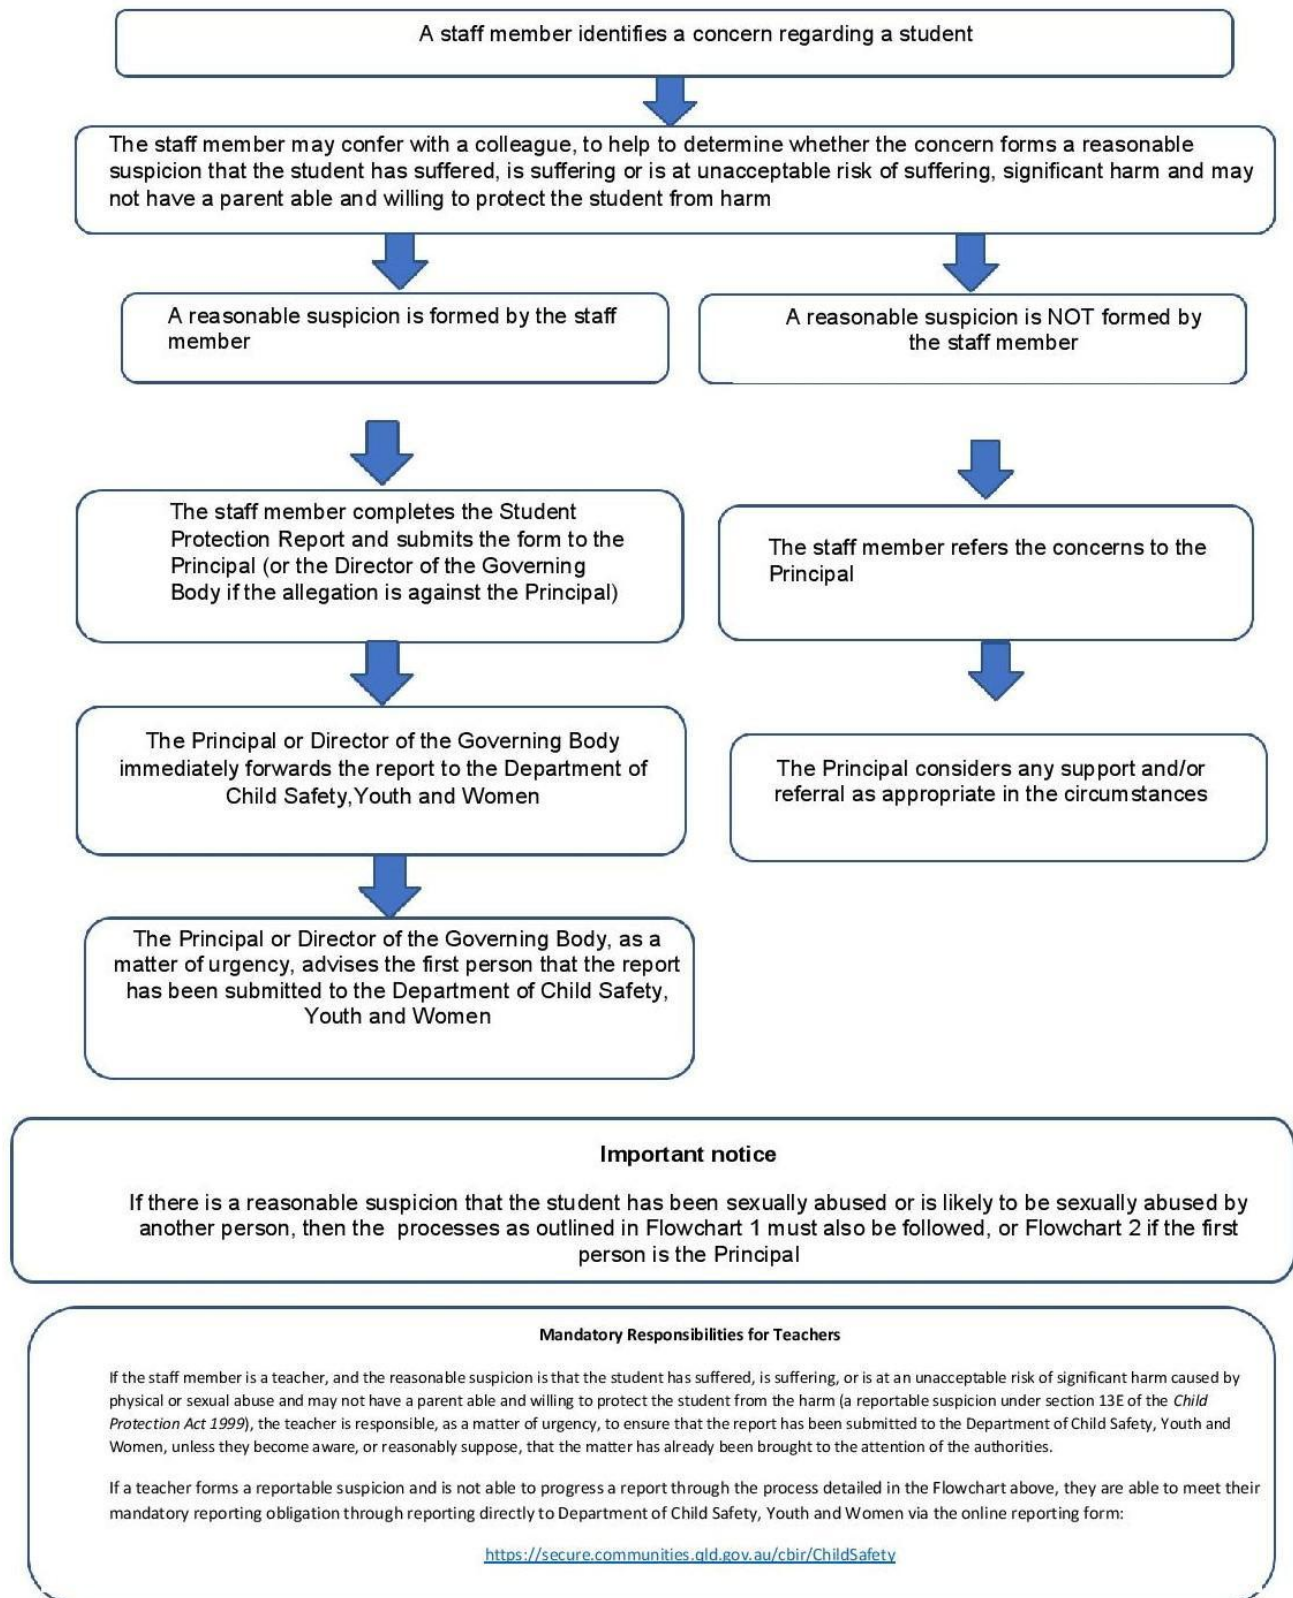 A staff member identifies a concern regarding a student
The staff member may confer with a colleague, to help to determine whether the concern forms a reasonable
suspicion that the student has suffered, is suffering or is at unacceptable risk of suffering, significant harm and may
not have a parent able and willing to protect the student from harm
A reasonable suspicion is formed by the staff
member
A reasonable suspicion is NOT formed by
the staff member
The staff member completes the Student
Protection Report and submits the form to the
Principal (or the Director of the Governing
Body if the allegation is against the Principal)
The staff member refers the concerns to the
Principal
The Principal or Director of the Governing Body
immediately forwards the report to the Department of
Child Safety,Youth and Women
The Principal considers any support and/or
referral as appropriate in the circumstances
The Principal or Director of the Governing Body, as a
matter of urgency, advises the first person that the report
has been submitted to the Department of Child Safety,
Youth and Women
Important notice
If there is a reasonable suspicion that the student has been sexually abused or is likely to be sexually abused by
another person, then the processes as outlined in Flowchart 1 must also be followed, or Flowchart 2 if the first
person is the Principal
Mandatory Responsibilities for Teachers
If the staff member is a teacher, and the reasonable suspicion is that the student has suffered, is suffering, or is at an unacceptable risk of significant harm caused by
physical or sexual abuse and may not have a parent able and willing to protect the student from the harm (a reportable suspicion under section 13E of the Child
Protection Act 1999), the teacher is responsible, as a matter of urgency, to ensure that the report has been submitted to the Department of Child Safety, Youth and
Women, unless they become aware, or reasonably suppose, that the matter has already been brought to the attention of the authorities.
If a teacher forms a reportable suspicion and is not able to progress a report through the process detailed in the Flowchart above, they are able to meet their
mandatory reporting obligation through reporting directly to Department of Child Safety, Youth and Women via the online reporting form:
https://secure.communities.qld.gov.au/cbir/ChildSafety